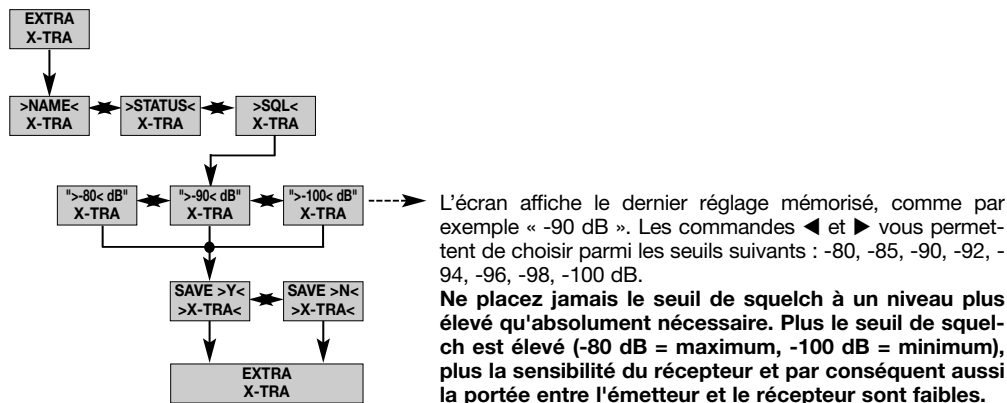 EXTRA
X-TRA
>NAME<
X-TRA
>STATUS<
X-TRA
>SQL<
X-TRA
">-80< dB"
X-TRA
">-90< dB"
X-TRA
">-100< dB"
X-TRA
L'écran affiche le dernier réglage mémorisé, comme par
exemple « -90 dB ». Les commandes ◀ et ▶ vous permet-
tent de choisir parmi les seuils suivants : -80, -85, -90, -92, -
94, -96, -98, -100 dB.
Ne placez jamais le seuil de squelch à un niveau plus
élevé qu'absolument nécessaire. Plus le seuil de squel-
ch est élevé (-80 dB = maximum, -100 dB = minimum),
plus la sensibilité du récepteur et par conséquent aussi
la portée entre l'émetteur et le récepteur sont faibles.
SAVE >Y<
>X-TRA<
SAVE >N<
>X-TRA<
EXTRA
X-TRA